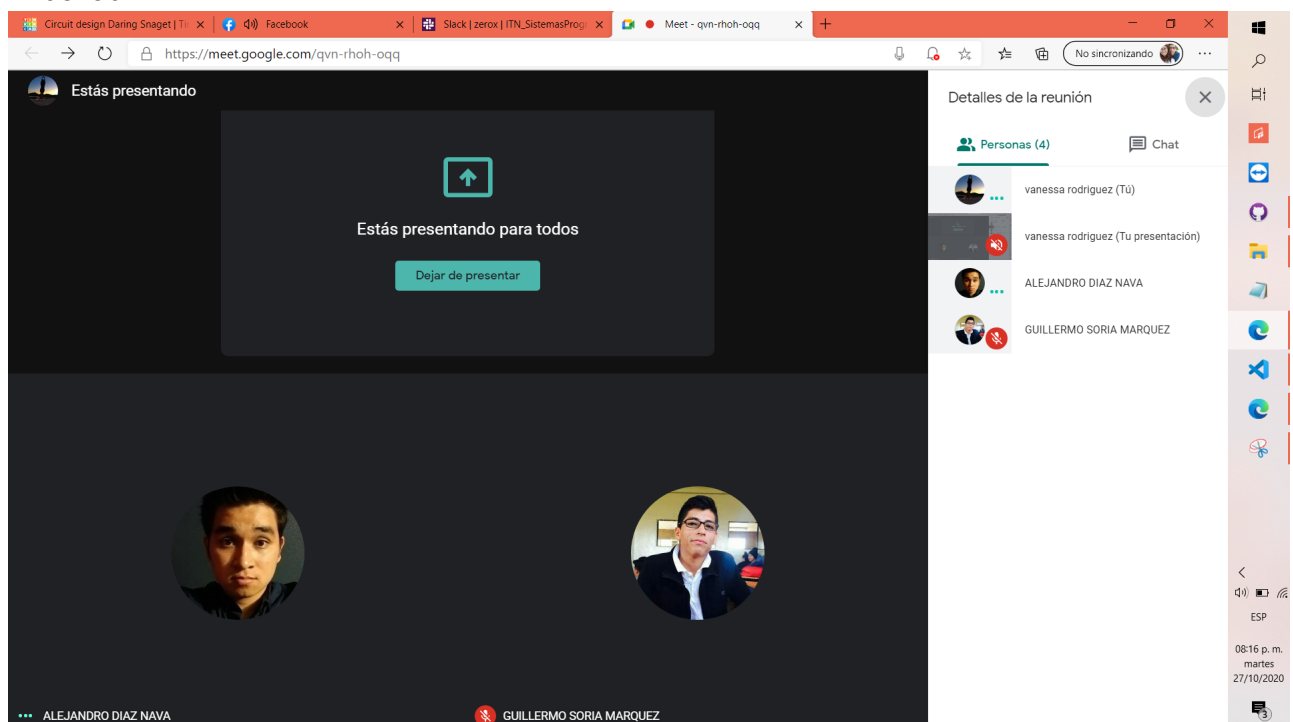 Circuit design Daring Snaget | Ti
Facebook
Slack | zerox | ITN_SistemasProgr
Meet - qvn-rhoh-oqq
https://meet.google.com/qvn-rhoh-oqq
No sincronizando
Estás presentando
Estás presentando para todos
Dejar de presentar
Detalles de la reunión
Personas (4)
Chat
vanessa rodriguez (Tú)
vanessa rodriguez (Tu presentación)
ALEJANDRO DIAZ NAVA
GUILLERMO SORIA MARQUEZ
ALEJANDRO DIAZ NAVA
GUILLERMO SORIA MARQUEZ
ESP
08:16 p. m.
martes
27/10/2020
3